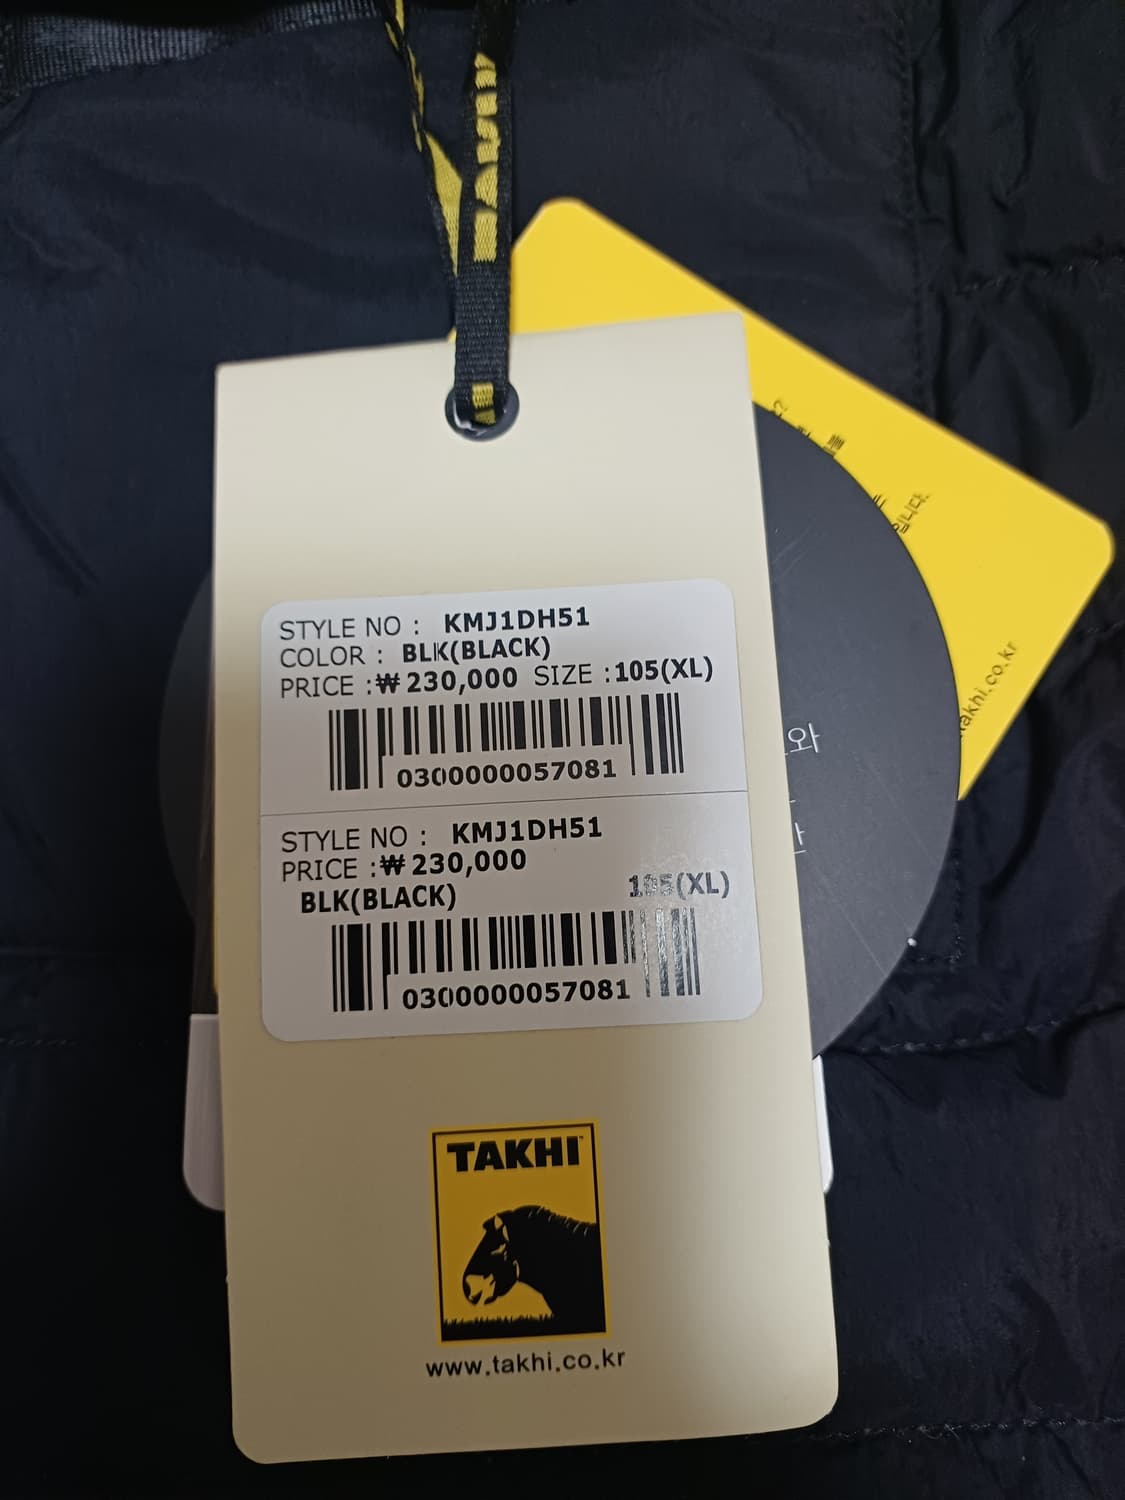 STYLE NO : KMJ1DH51
COLOR : BLK(BLACK)
PRICE :₩230,000 SIZE :105(XL)
0300000057081
STYLE NO : KMJ1DH51
PRICE :₩230,000
BLK(BLACK) 105(XL)
0300000057081
TAKHI
www.takhi.co.kr
와
takhi.co.kr